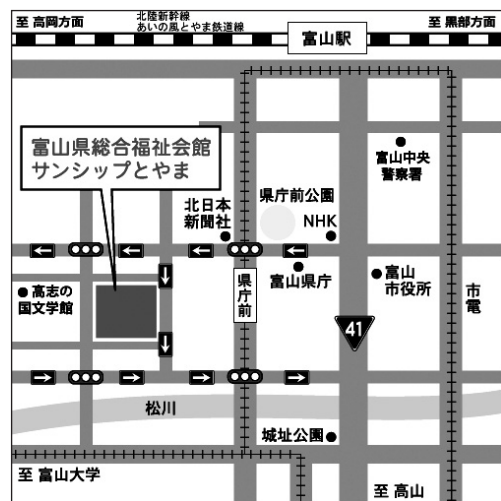 至 高岡方面
北陸新幹線
あいの風とやま鉄道線
至 黒部方面
富山駅
富山県総合福祉会館
サンシップとやま
富山中央
警察署
北日本
新聞社
県庁前公園
NHK
富山県庁
富山
市役所
高志の
国文学館
県庁前
市電
41
松川
城址公園
至 富山大学
至 高山